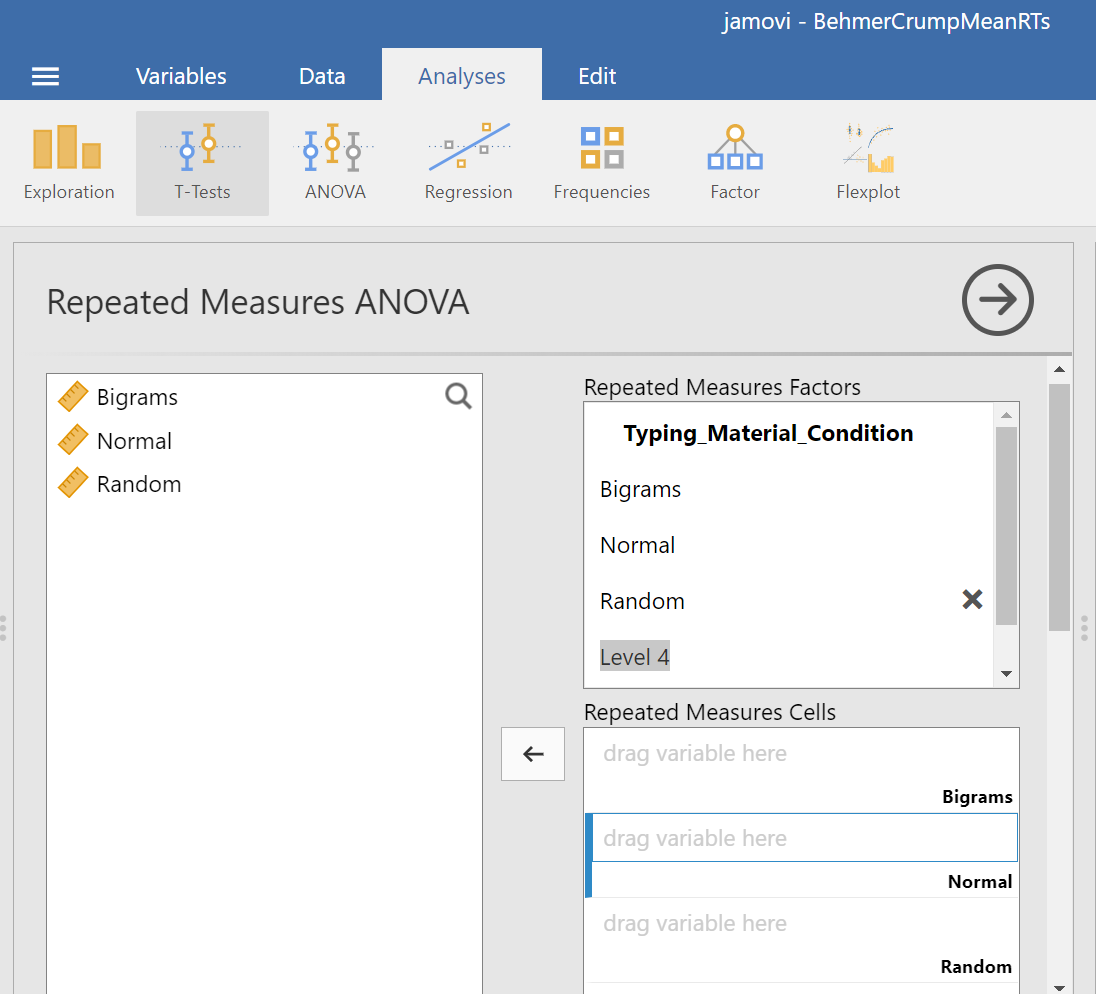 jamovi - BehmerCrumpMeanRTs
Variables Data Analyses Edit
Exploration T-Tests ANOVA Regression Frequencies Factor Flexplot
Repeated Measures ANOVA
Bigrams
Normal
Random
Repeated Measures Factors
Typing_Material_Condition
Bigrams
Normal
Random
Level 4
Repeated Measures Cells
drag variable here
Bigrams
drag variable here
Normal
drag variable here
Random